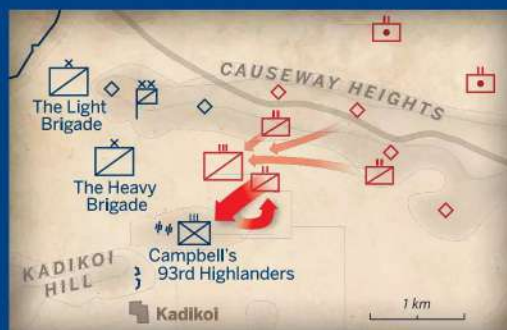 CAUSEWAY HEIGHTS
The Light
Brigade
The Heavy
Brigade
Campbell's
93rd Highlanders
KADIKOI
HILL
Kadikoi
1 km